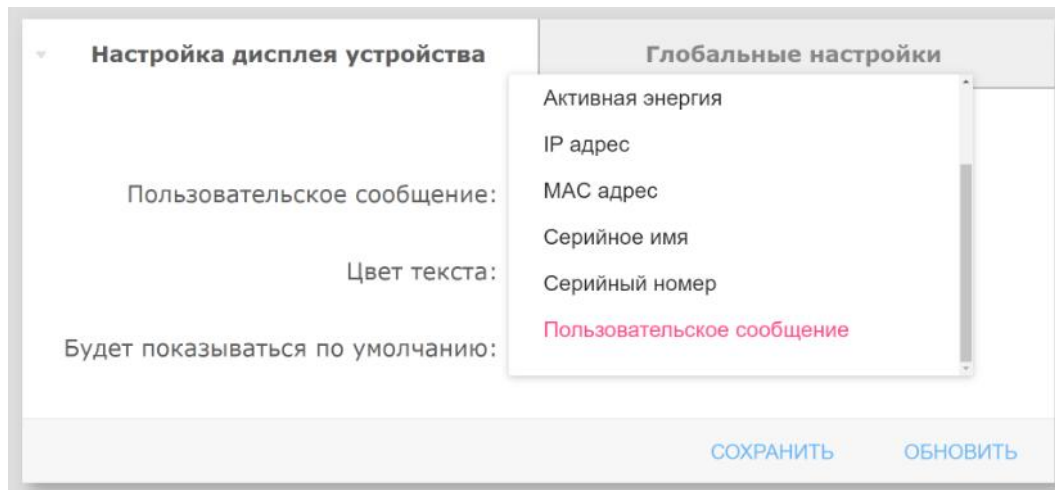 Настройка дисплея устройства
Глобальные настройки
Активная энергия
IP адрес
Пользовательское сообщение:
MAC адрес
Серийное имя
Цвет текста:
Серийный номер
Будет показываться по умолчанию:
Пользовательское сообщение
СОХРАНИТЬ
ОБНОВИТЬ